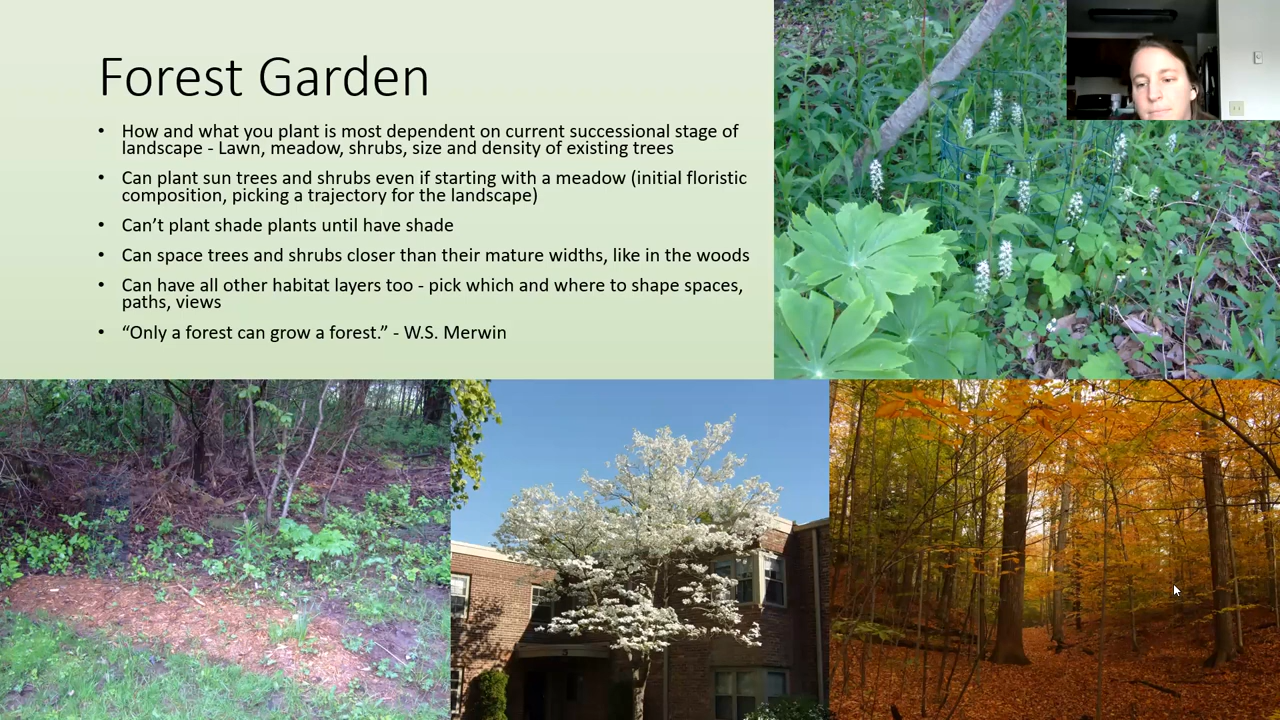 Forest Garden
• How and what you plant is most dependent on current successional stage of
landscape - Lawn, meadow, shrubs, size and density of existing trees
• Can plant sun trees and shrubs even if starting with a meadow (initial floristic
composition, picking a trajectory for the landscape)
• Can’t plant shade plants until have shade
• Can space trees and shrubs closer than their mature widths, like in the woods
• Can have all other habitat layers too - pick which and where to shape spaces,
paths, views
• “Only a forest can grow a forest.” - W.S. Merwin